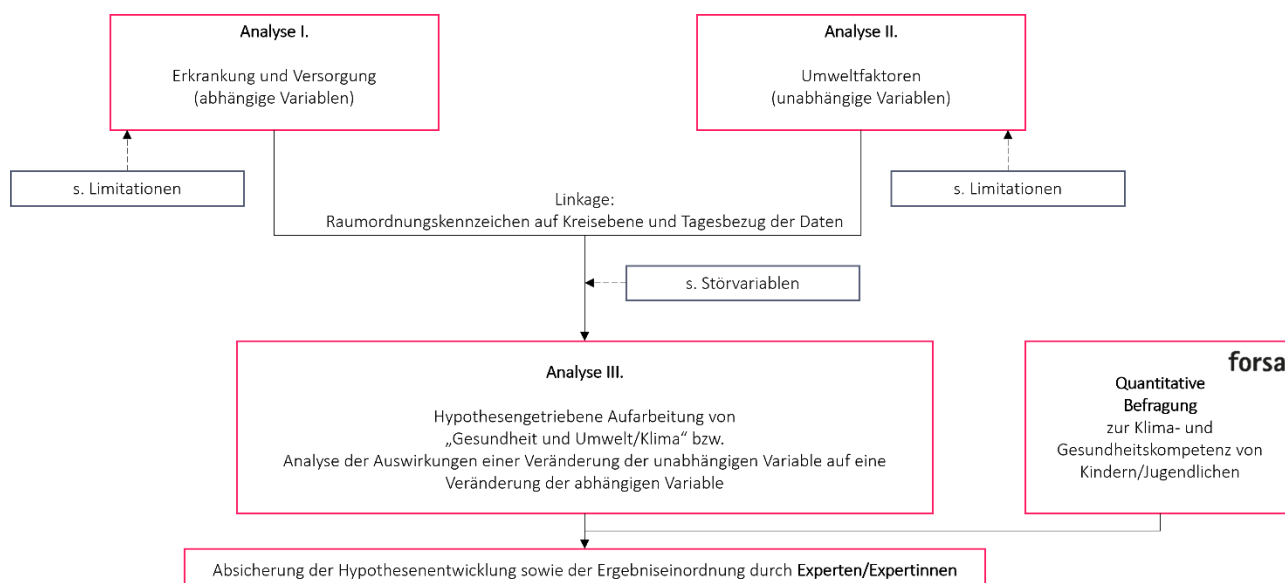 Analyse I.
Erkrankung und Versorgung
(abhängige Variablen)
Analyse II.
Umweltfaktoren
(unabhängige Variablen)
s. Limitationen
s. Limitationen
Linkage:
Raumordnungskennzeichen auf Kreisebene und Tagesbezug der Daten
s. Störvariablen
Analyse III.
Hypothesengetriebene Aufarbeitung von
„Gesundheit und Umwelt/Klima“ bzw.
Analyse der Auswirkungen einer Veränderung der unabhängigen Variable auf eine
Veränderung der abhängigen Variable
forsa
Quantitative
Befragung
zur Klima- und
Gesundheitskompetenz von
Kindern/Jugendlichen
Absicherung der Hypothesenentwicklung sowie der Ergebniseinordnung durch Experten/Expertinnen